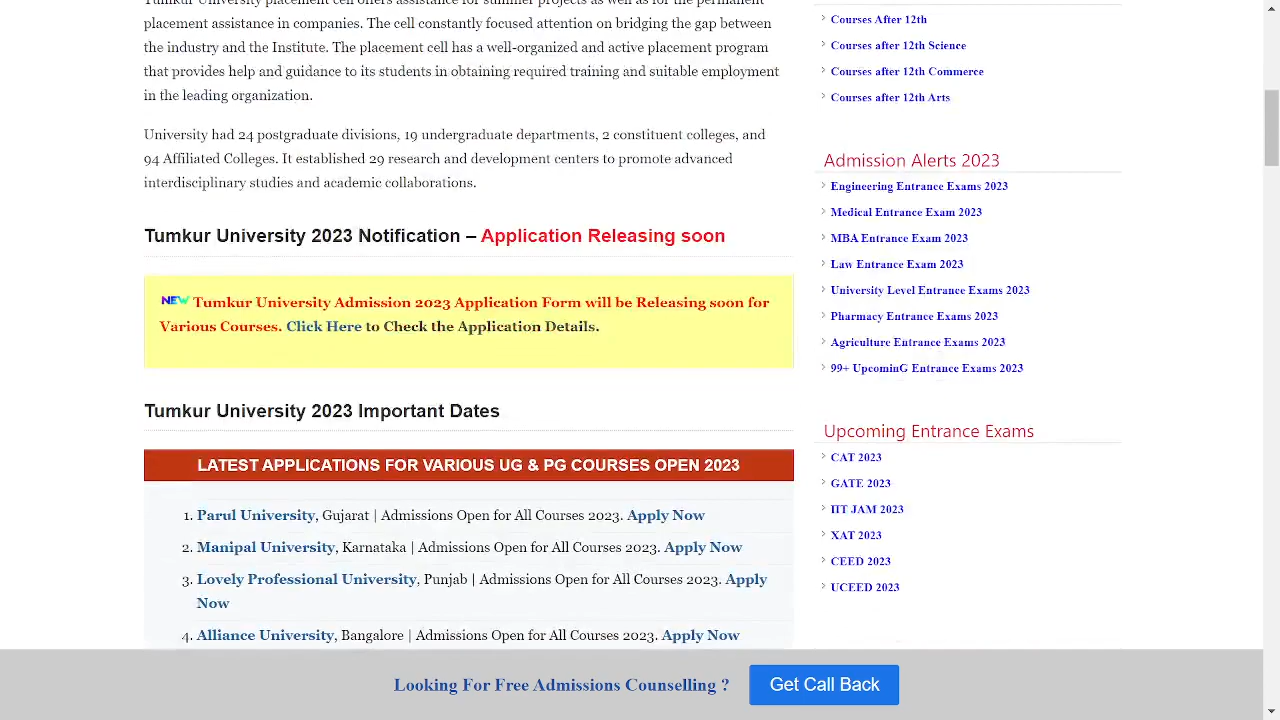 Tumkur University placement cell offers assistance for summer projects as well as for the permanent
placement assistance in companies. The cell constantly focused attention on bridging the gap between
the industry and the Institute. The placement cell has a well-organized and active placement program
that provides help and guidance to its students in obtaining required training and suitable employment
in the leading organization.
University had 24 postgraduate divisions, 19 undergraduate departments, 2 constituent colleges, and
94 Affiliated Colleges. It established 29 research and development centers to promote advanced
interdisciplinary studies and academic collaborations.
Tumkur University 2023 Notification – Application Releasing soon
NEW Tumkur University Admission 2023 Application Form will be Releasing soon for
Various Courses. Click Here to Check the Application Details.
Tumkur University 2023 Important Dates
LATEST APPLICATIONS FOR VARIOUS UG & PG COURSES OPEN 2023
1. Parul University, Gujarat | Admissions Open for All Courses 2023. Apply Now
2. Manipal University, Karnataka | Admissions Open for All Courses 2023. Apply Now
3. Lovely Professional University, Punjab | Admissions Open for All Courses 2023. Apply
Now
4. Alliance University, Bangalore | Admissions Open for All Courses 2023. Apply Now
Courses After 12th
Courses after 12th Science
Courses after 12th Commerce
Courses after 12th Arts
Admission Alerts 2023
Engineering Entrance Exams 2023
Medical Entrance Exam 2023
MBA Entrance Exam 2023
Law Entrance Exam 2023
University Level Entrance Exams 2023
Pharmacy Entrance Exams 2023
Agriculture Entrance Exams 2023
99+ UpcominG Entrance Exams 2023
Upcoming Entrance Exams
CAT 2023
GATE 2023
IIT JAM 2023
XAT 2023
CEED 2023
UCEED 2023
Looking For Free Admissions Counselling ?
Get Call Back